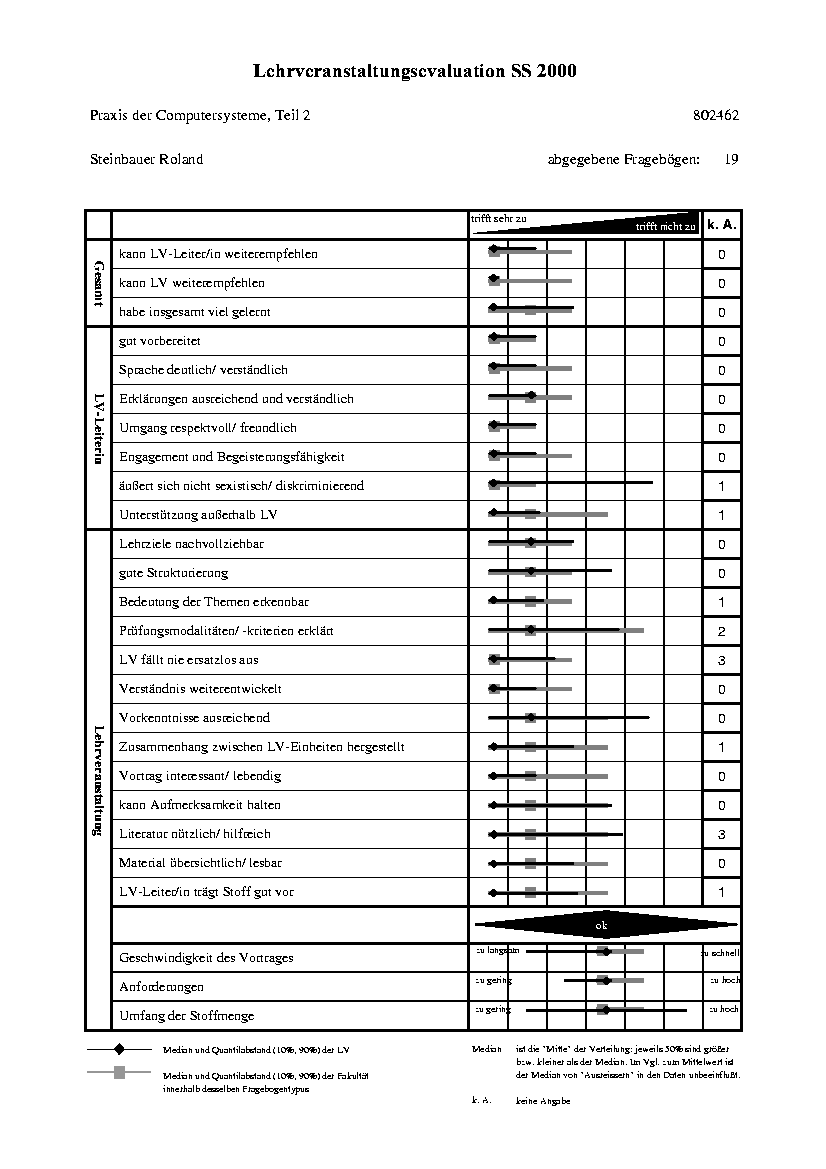 Lehrveranstaltungsevaluation SS 2000
Praxis der Computersysteme, Teil 2 802462
Steinbauer Roland abgegebene Fragebögen: 19
trifft sehr zu trifft nicht zu k. A.
Gesamt
kann LV-Leiter/in weiterempfehlen 0
kann LV weiterempfehlen 0
habe insgesamt viel gelernt 0
LV-Leiterin
gut vorbereitet 0
Sprache deutlich/ verständlich 0
Erklärungen ausreichend und verständlich 0
Umgang respektvoll/ freundlich 0
Engagement und Begeisterungsfähigkeit 0
äußert sich nicht sexistisch/ diskriminierend 1
Unterstützung außerhalb LV 1
Lehrveranstaltung
Lehrziele nachvollziehbar 0
gute Strukturierung 0
Bedeutung der Themen erkennbar 1
Prüfungsmodalitäten/ -kriterien erklärt 2
LV fällt nie ersatzlos aus 3
Verständnis weiterentwickelt 0
Vorkenntnisse ausreichend 0
Zusammenhang zwischen LV-Einheiten hergestellt 1
Vortrag interessant/ lebendig 0
kann Aufmerksamkeit halten 0
Literatur nützlich/ hilfreich 3
Material übersichtlich/ lesbar 0
LV-Leiter/in trägt Stoff gut vor 1
ok
Geschwindigkeit des Vortrages zu langsam zu schnell
Anforderungen zu gering zu hoch
Umfang der Stoffmenge zu gering zu hoch
Median und Quantilabstand (10%, 90%) der LV
Median und Quantilabstand (10%, 90%) der Fakultät
innerhalb desselben Fragebogentypus
Median ist die "Mitte" der Verteilung: jeweils 50% sind größer
bzw. kleiner als der Median. Im Vgl. zum Mittelwert ist
der Median von "Ausreissern" in den Daten unbeeinflußt.
k. A. keine Angabe